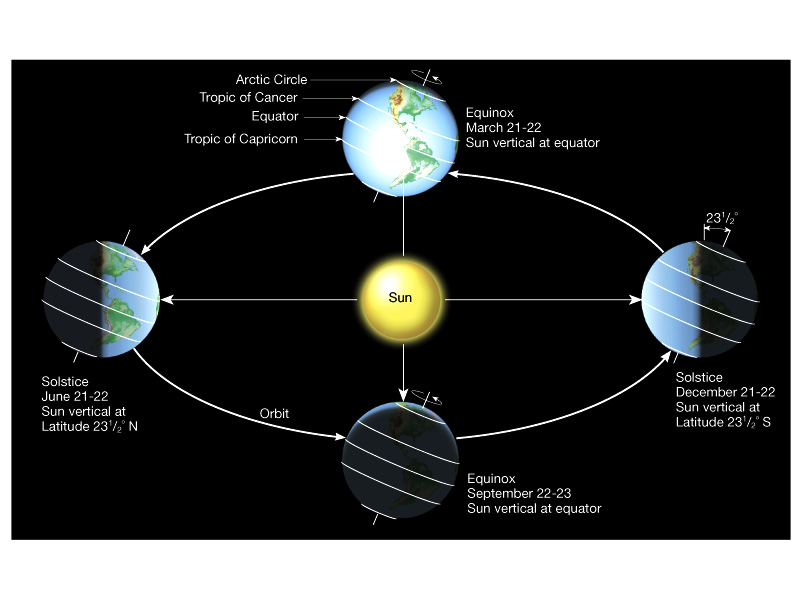 Arctic Circle
Tropic of Cancer
Equator
Tropic of Capricorn
Equinox
March 21-22
Sun vertical at equator
23 1/2°
Sun
Solstice
June 21-22
Sun vertical at
Latitude 23 1/2° N
Solstice
December 21-22
Sun vertical at
Latitude 23 1/2° S
Orbit
Equinox
September 22-23
Sun vertical at equator